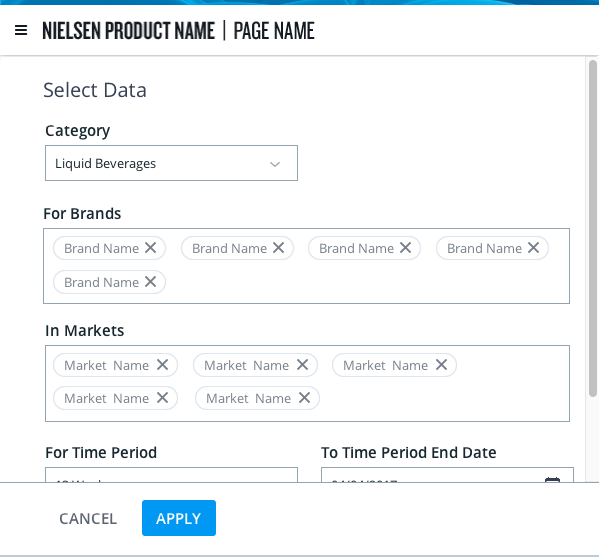 NIELSEN PRODUCT NAME | PAGE NAME
Select Data
Category
Liquid Beverages
For Brands
Brand Name Brand Name Brand Name Brand Name
Brand Name
In Markets
Market Name Market Name Market Name
Market Name Market Name
For Time Period To Time Period End Date
CANCEL APPLY